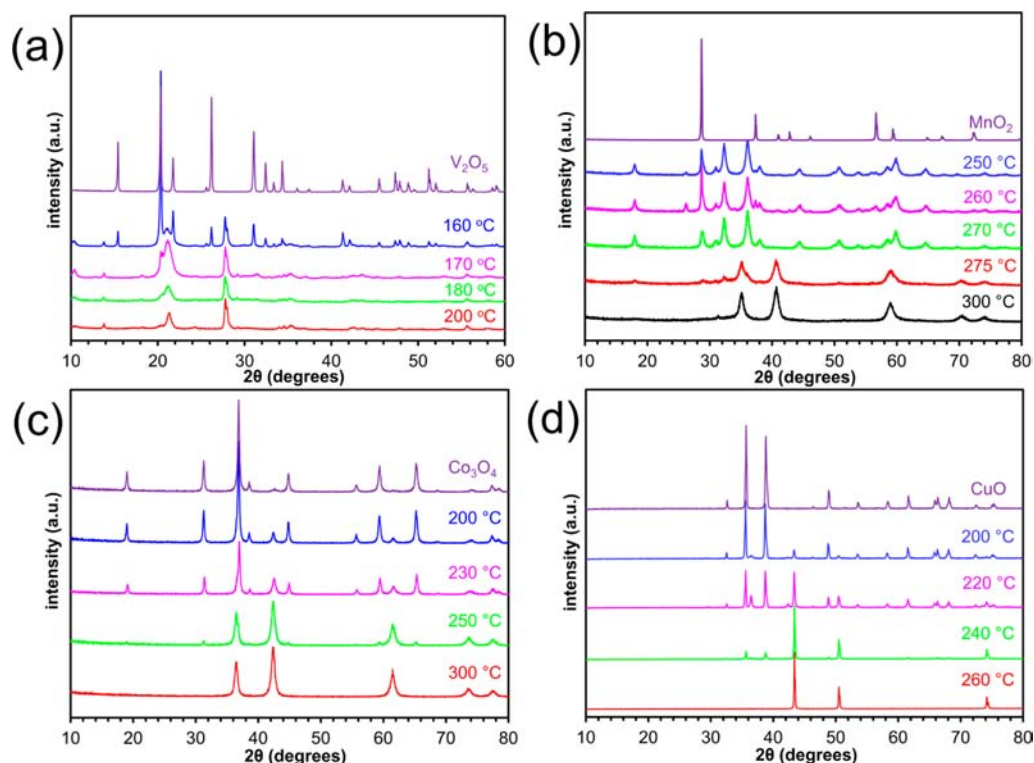 (a)
V₂O₅
160 °C
170 °C
180 °C
200 °C
intensity (a.u.)
10 20 30 40 50 60
2θ (degrees)
(b)
MnO₂
250 °C
260 °C
270 °C
275 °C
300 °C
intensity (a.u.)
10 20 30 40 50 60 70 80
2θ (degrees)
(c)
Co₃O₄
200 °C
230 °C
250 °C
300 °C
intensity (a.u.)
10 20 30 40 50 60 70 80
2θ (degrees)
(d)
CuO
200 °C
220 °C
240 °C
260 °C
intensity (a.u.)
10 20 30 40 50 60 70 80
2θ (degrees)